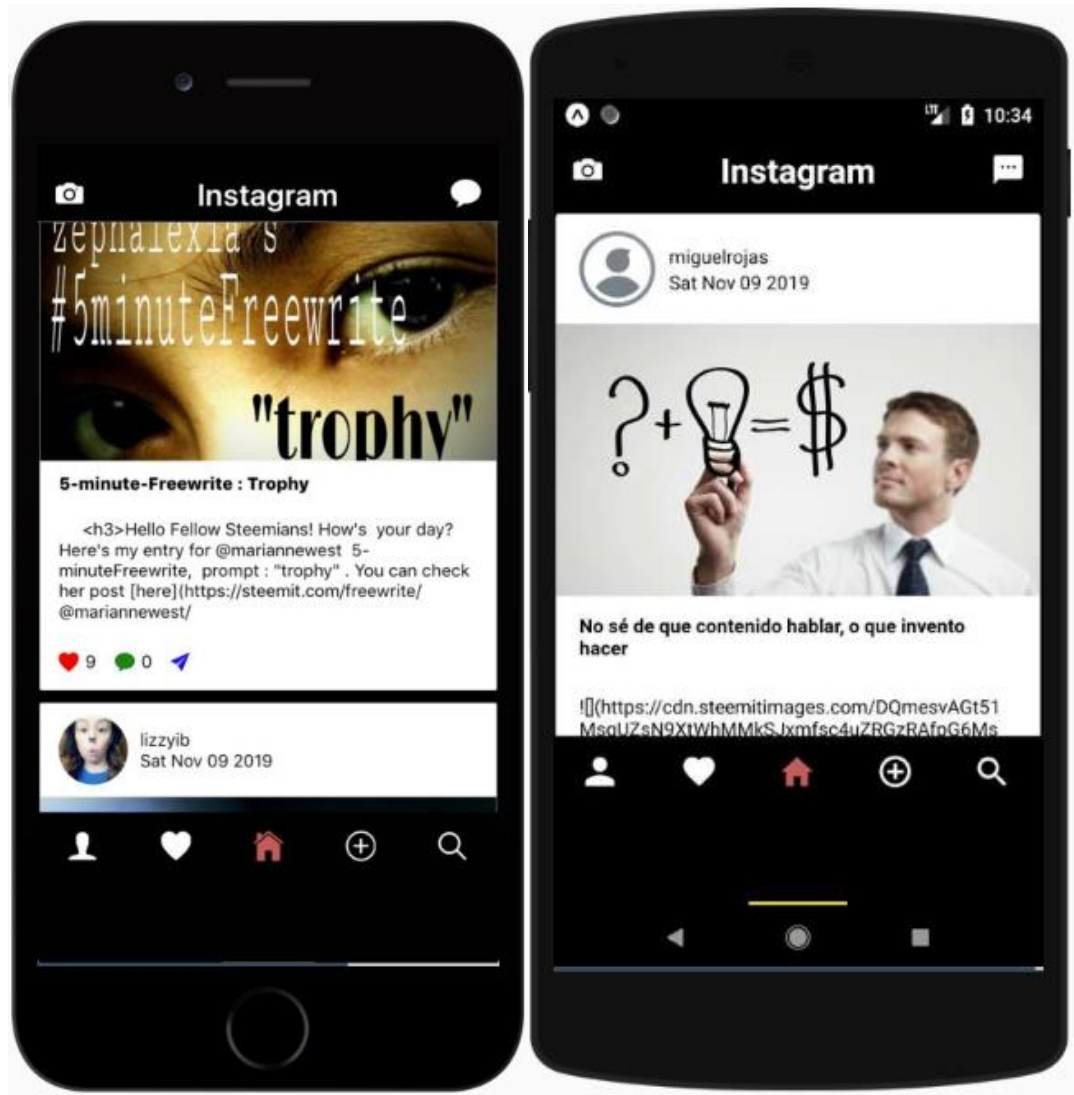 Instagram
zephalexia's
#5minuteFreewrite
"trophy"
5-minute-Freewrite : Trophy
<h3>Hello Fellow Steemians! How's your day?
Here's my entry for @mariannewest 5-
minuteFreewrite, prompt : "trophy" . You can check
her post [here](https://steemit.com/freewrite/
@mariannewest/
9 0
lizzyib
Sat Nov 09 2019
LTE 10:34
Instagram
miguelrojas
Sat Nov 09 2019
? + = $
No sé de que contenido hablar, o que invento
hacer
![](https://cdn.steemitimages.com/DQmesvAGt51
MsqUZsN9XtWhMMkSJxmfsc4uZRGzRAfpG6Ms